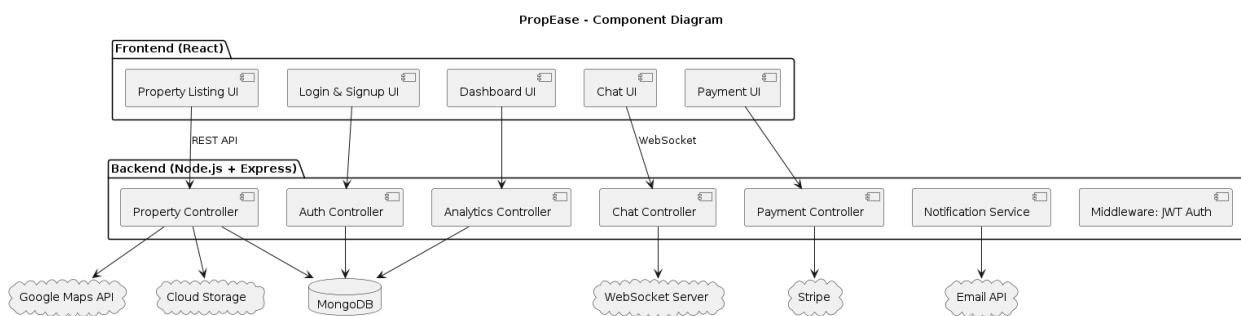 PropEase - Component Diagram
Frontend (React)
Property Listing UI
Login & Signup UI
Dashboard UI
Chat UI
Payment UI
REST API
WebSocket
Backend (Node.js + Express)
Property Controller
Auth Controller
Analytics Controller
Chat Controller
Payment Controller
Notification Service
Middleware: JWT Auth
Google Maps API
Cloud Storage
MongoDB
WebSocket Server
Stripe
Email API